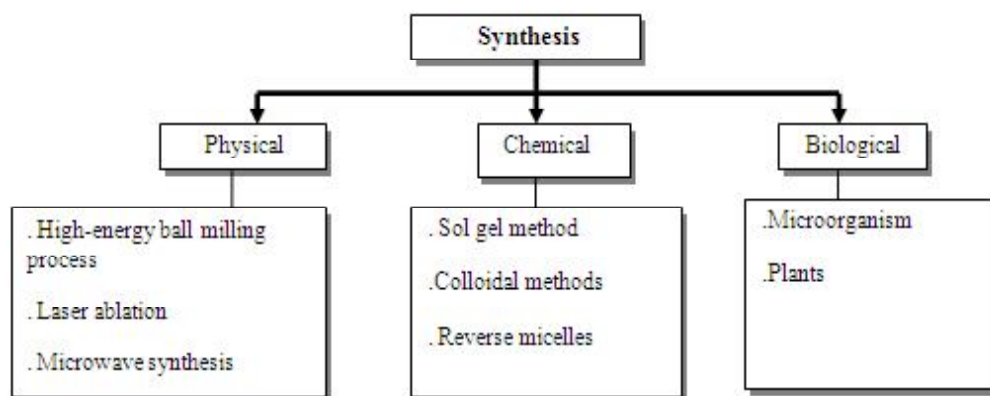 Synthesis
Physical
Chemical
Biological
. High-energy ball milling
process
. Laser ablation
. Microwave synthesis
. Sol gel method
.Colloidal methods
. Reverse micelles
.Microorganism
.Plants